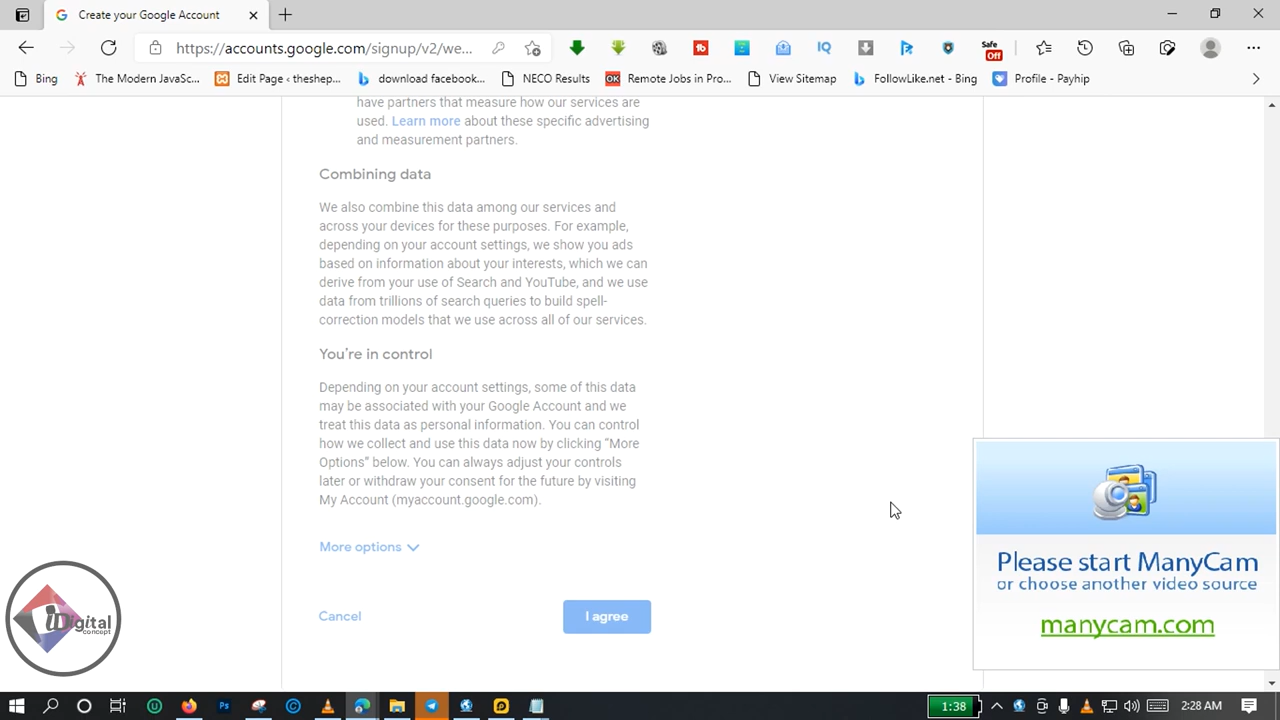 Create your Google Account
https://accounts.google.com/signup/v2/we...
Safe
Off
Bing
The Modern JavaSc...
Edit Page ‹ theshep...
download facebook...
NECO Results
OK
Remote Jobs in Pro...
View Sitemap
FollowLike.net - Bing
Profile - Payhip
have partners that measure how our services are
used. Learn more about these specific advertising
and measurement partners.
Combining data
We also combine this data among our services and
across your devices for these purposes. For example,
depending on your account settings, we show you ads
based on information about your interests, which we can
derive from your use of Search and YouTube, and we use
data from trillions of search queries to build spell-
correction models that we use across all of our services.
You're in control
Depending on your account settings, some of this data
may be associated with your Google Account and we
treat this data as personal information. You can control
how we collect and use this data now by clicking “More
Options” below. You can always adjust your controls
later or withdraw your consent for the future by visiting
My Account (myaccount.google.com).
More options
Cancel
I agree
Please start ManyCam
or choose another video source
manycam.com
iDigital
concept
1:38
2:28 AM